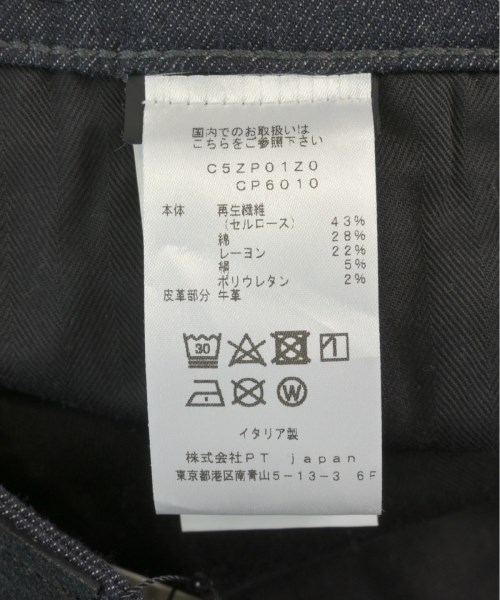 国内でのお取扱いは
こちらをご参照下さい
C5ZP01Z0
CP6010
本体 再生繊維
(セルロース) 43%
綿 28%
レーヨン 22%
絹 5%
ポリウレタン 2%
皮革部分 牛革
30
W
イタリア製
株式会社PT japan
東京都港区南青山5-13-3 6F